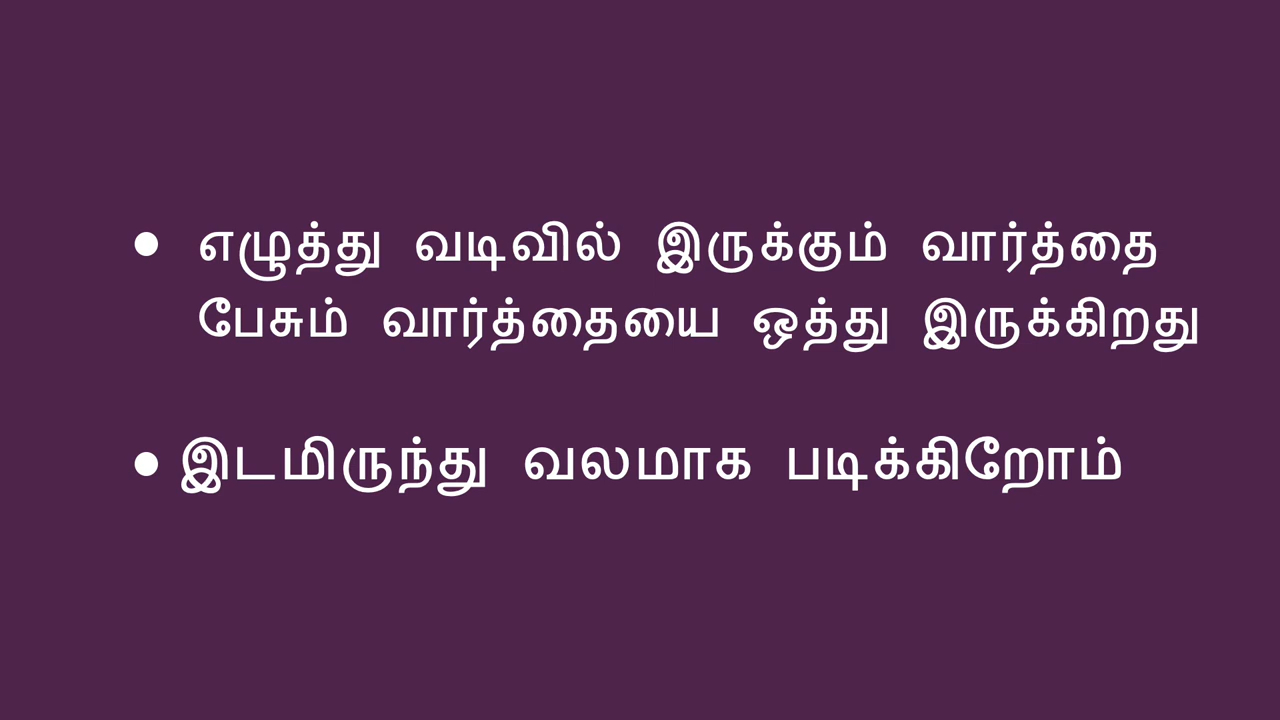 • எழுத்து வடிவில் இருக்கும் வார்த்தை
பேசும் வார்த்தையை ஒத்து இருக்கிறது
• இடமிருந்து வலமாக படிக்கிறோம்